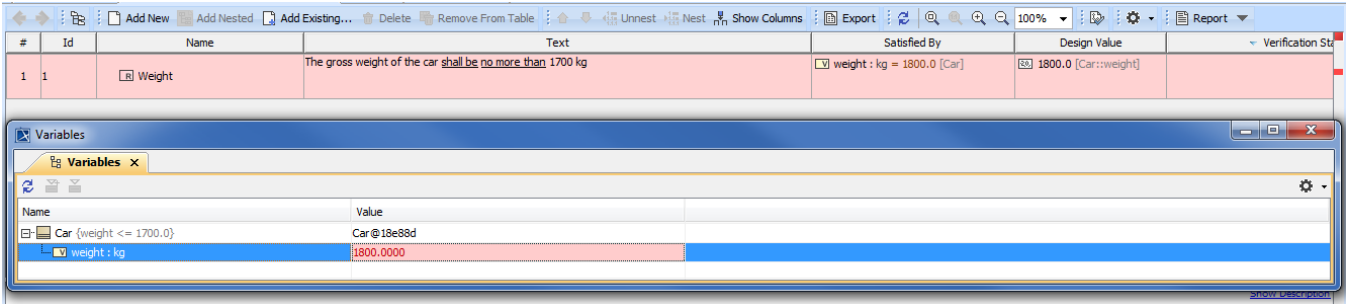 Add New Add Nested Add Existing... Delete Remove From Table Unnest Nest Show Columns Export 100% Report
# Id Name Text Satisfied By Design Value Verification Sta
1 1 R Weight The gross weight of the car shall be no more than 1700 kg V weight : kg = 1800.0 [Car] 1800.0 [Car::weight]
Variables
Variables
Name Value
Car {weight <= 1700.0} Car@18e88d
V weight : kg 1800.0000
Show Description